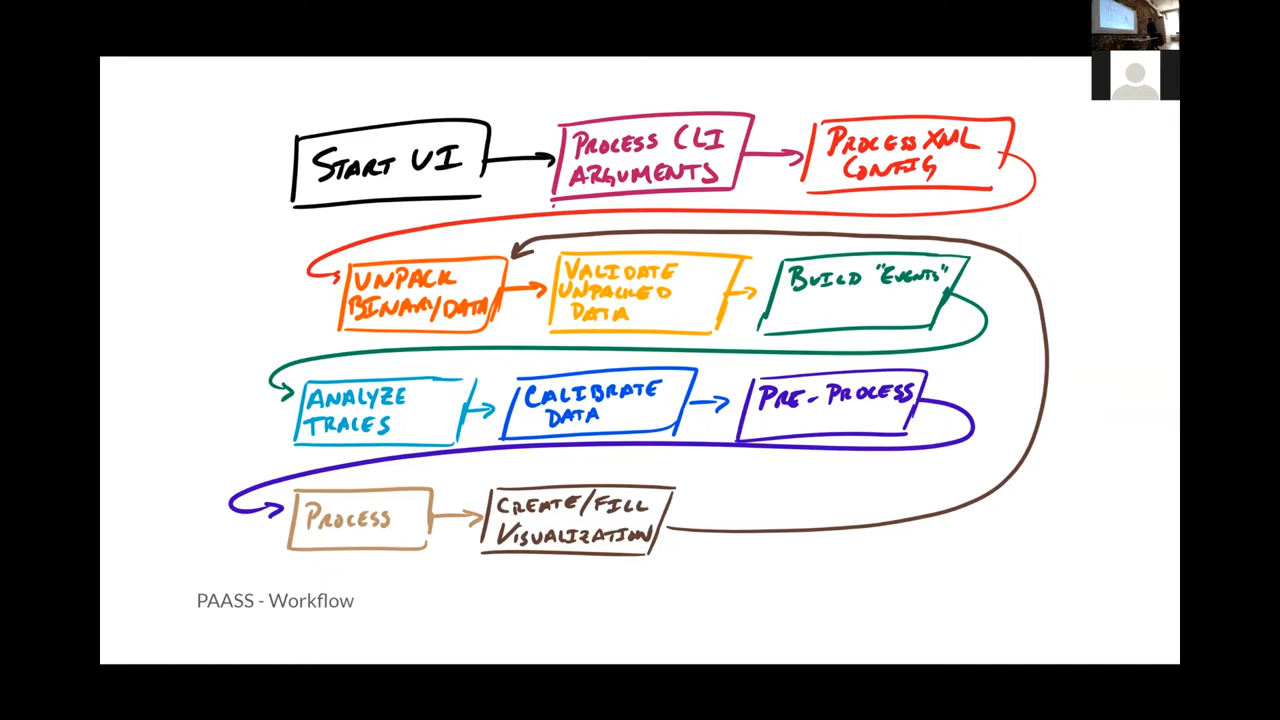 START UI
PROCESS CLI
ARGUMENTS
PROCESS XML
CONFIG
UNPACK
BINARY DATA
VALIDATE
UNPACKED
DATA
BUILD "EVENTS"
ANALYZE
TRACES
CALIBRATE
DATA
PRE-PROCESS
PROCESS
CREATE/FILL
VISUALIZATION
PAASS - Workflow